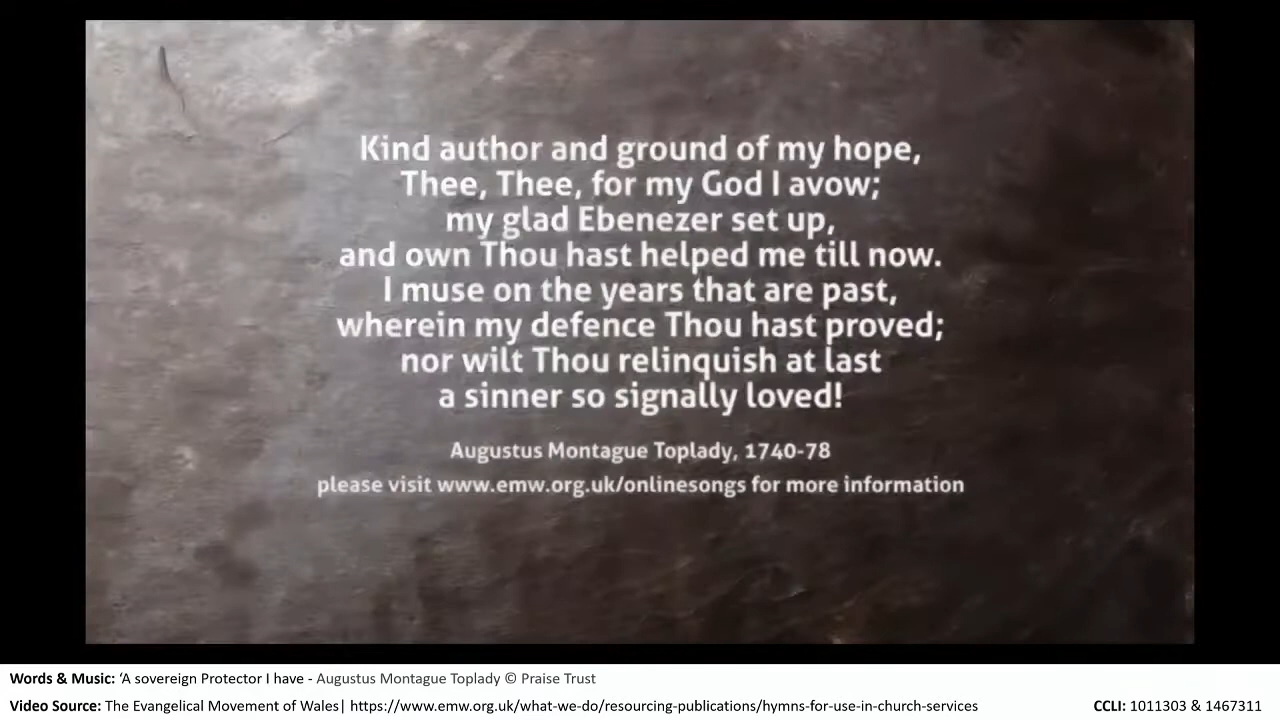 Kind author and ground of my hope,
Thee, Thee, for my God I avow;
my glad Ebenezer set up,
and own Thou hast helped me till now.
I muse on the years that are past,
wherein my defence Thou hast proved;
nor wilt Thou relinquish at last
a sinner so signally loved!
Augustus Montague Toplady, 1740-78
please visit www.emw.org.uk/onlinesongs for more information
Words & Music: ‘A sovereign Protector I have - Augustus Montague Toplady © Praise Trust
Video Source: The Evangelical Movement of Wales| https://www.emw.org.uk/what-we-do/resourcing-publications/hymns-for-use-in-church-services CCLI: 1011303 & 1467311